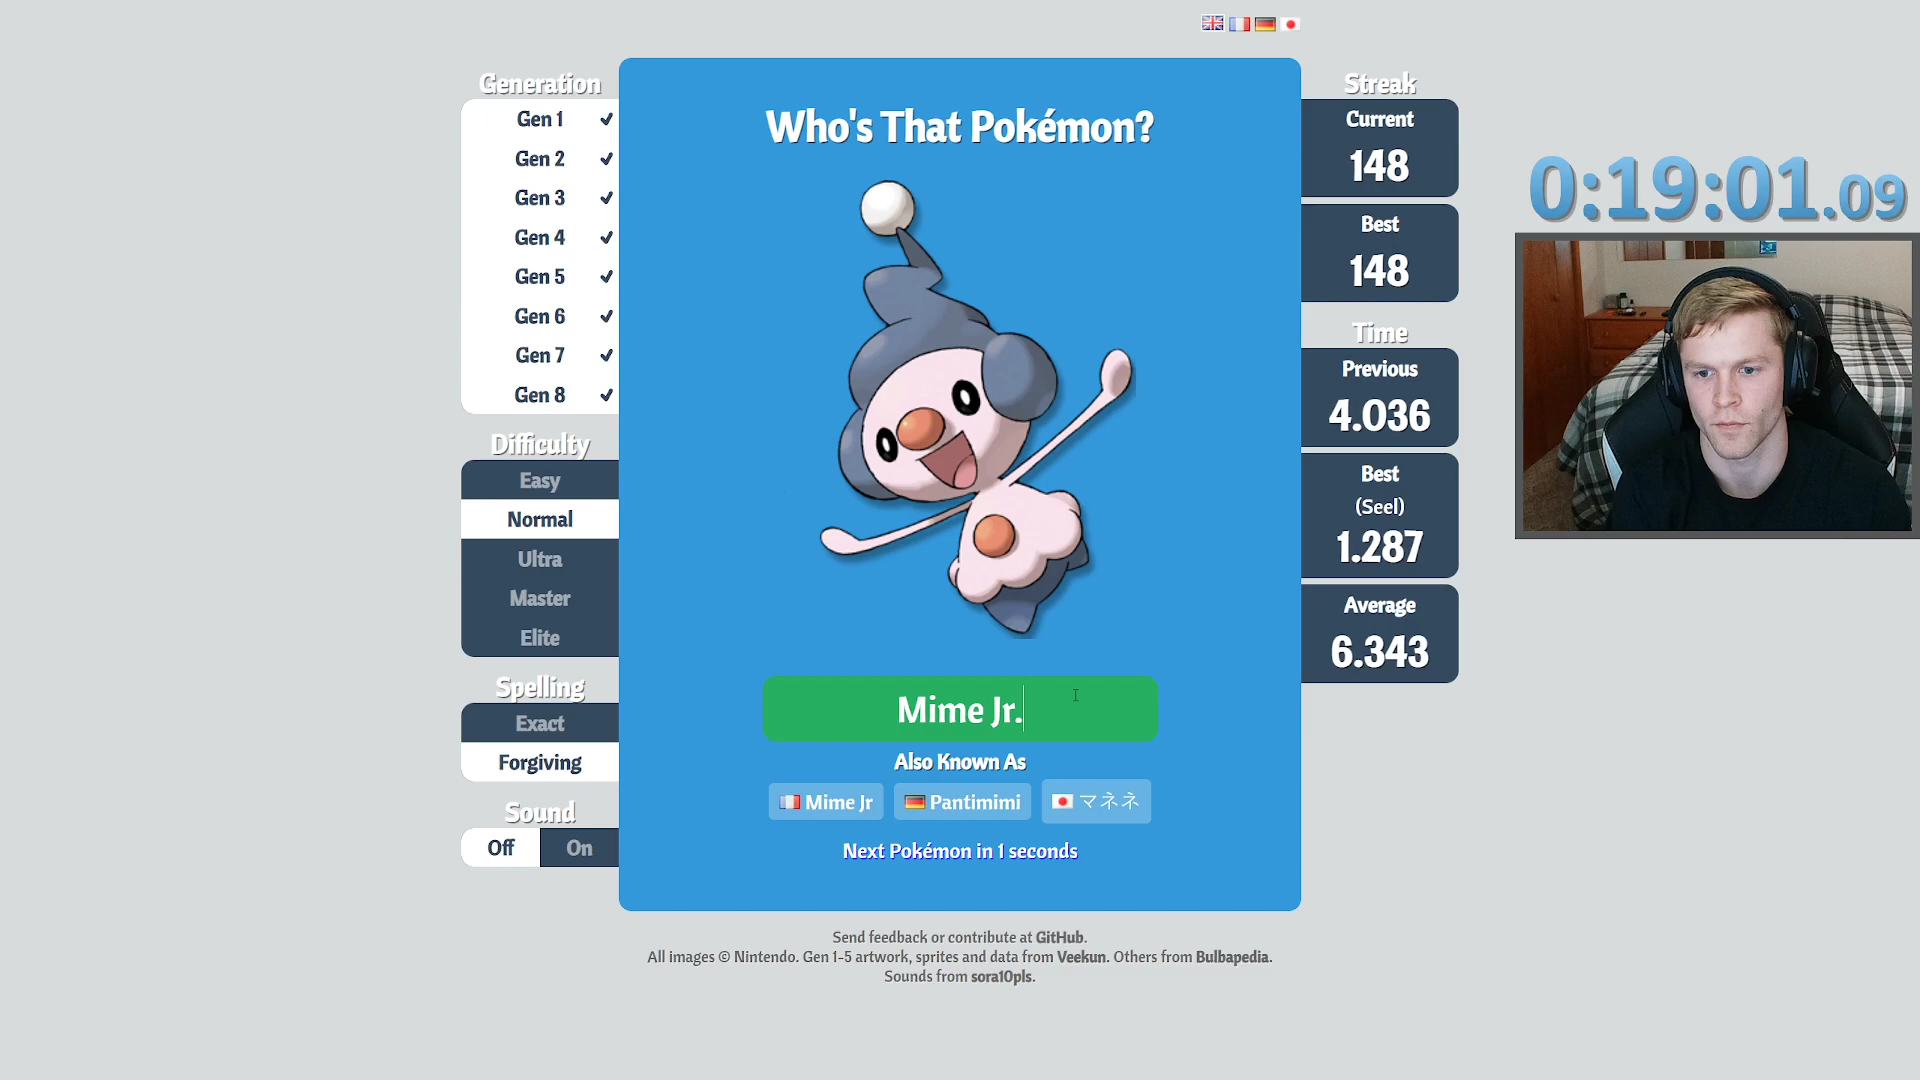 Generation
Gen 1
Gen 2
Gen 3
Gen 4
Gen 5
Gen 6
Gen 7
Gen 8
Difficulty
Easy
Normal
Ultra
Master
Elite
Spelling
Exact
Forgiving
Sound
Off On
Who's That Pokémon?
Mime Jr.
Also Known As
Mime Jr Pantimimi マネネ
Next Pokémon in 1 seconds
Send feedback or contribute at GitHub.
All images © Nintendo. Gen 1-5 artwork, sprites and data from Veekun. Others from Bulbapedia.
Sounds from sora10pls.
Streak
Current
148
Best
148
Time
Previous
4.036
Best
(Seel)
1.287
Average
6.343
0:19:01.09